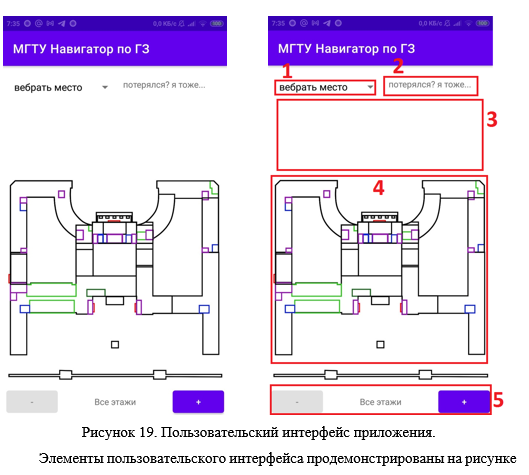 7:35 0,0 КБ/с 100
МГТУ Навигатор по ГЗ
вебрать место потерялся? я тоже...
- Все этажи +
7:35 0,0 КБ/с 100
МГТУ Навигатор по ГЗ
1 2
вебрать место потерялся? я тоже...
3
4
- Все этажи + 5
Рисунок 19. Пользовательский интерфейс приложения.
Элементы пользовательского интерфейса продемонстрированы на рисунке